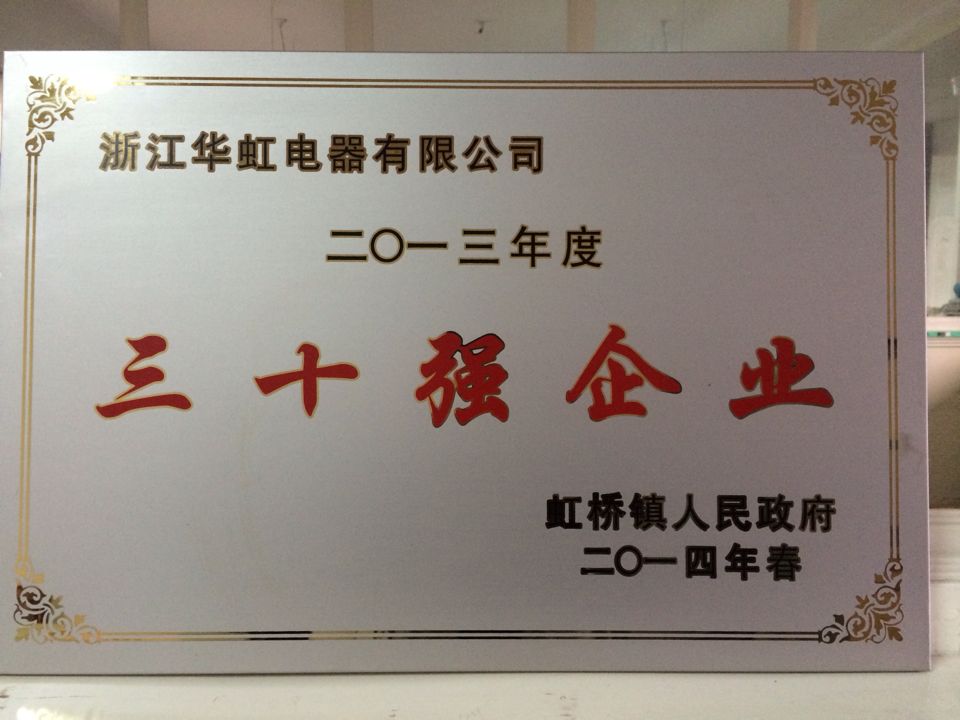 浙江华虹电器有限公司
二〇一三年度
三十强企业
虹桥镇人民政府
二〇一四年春